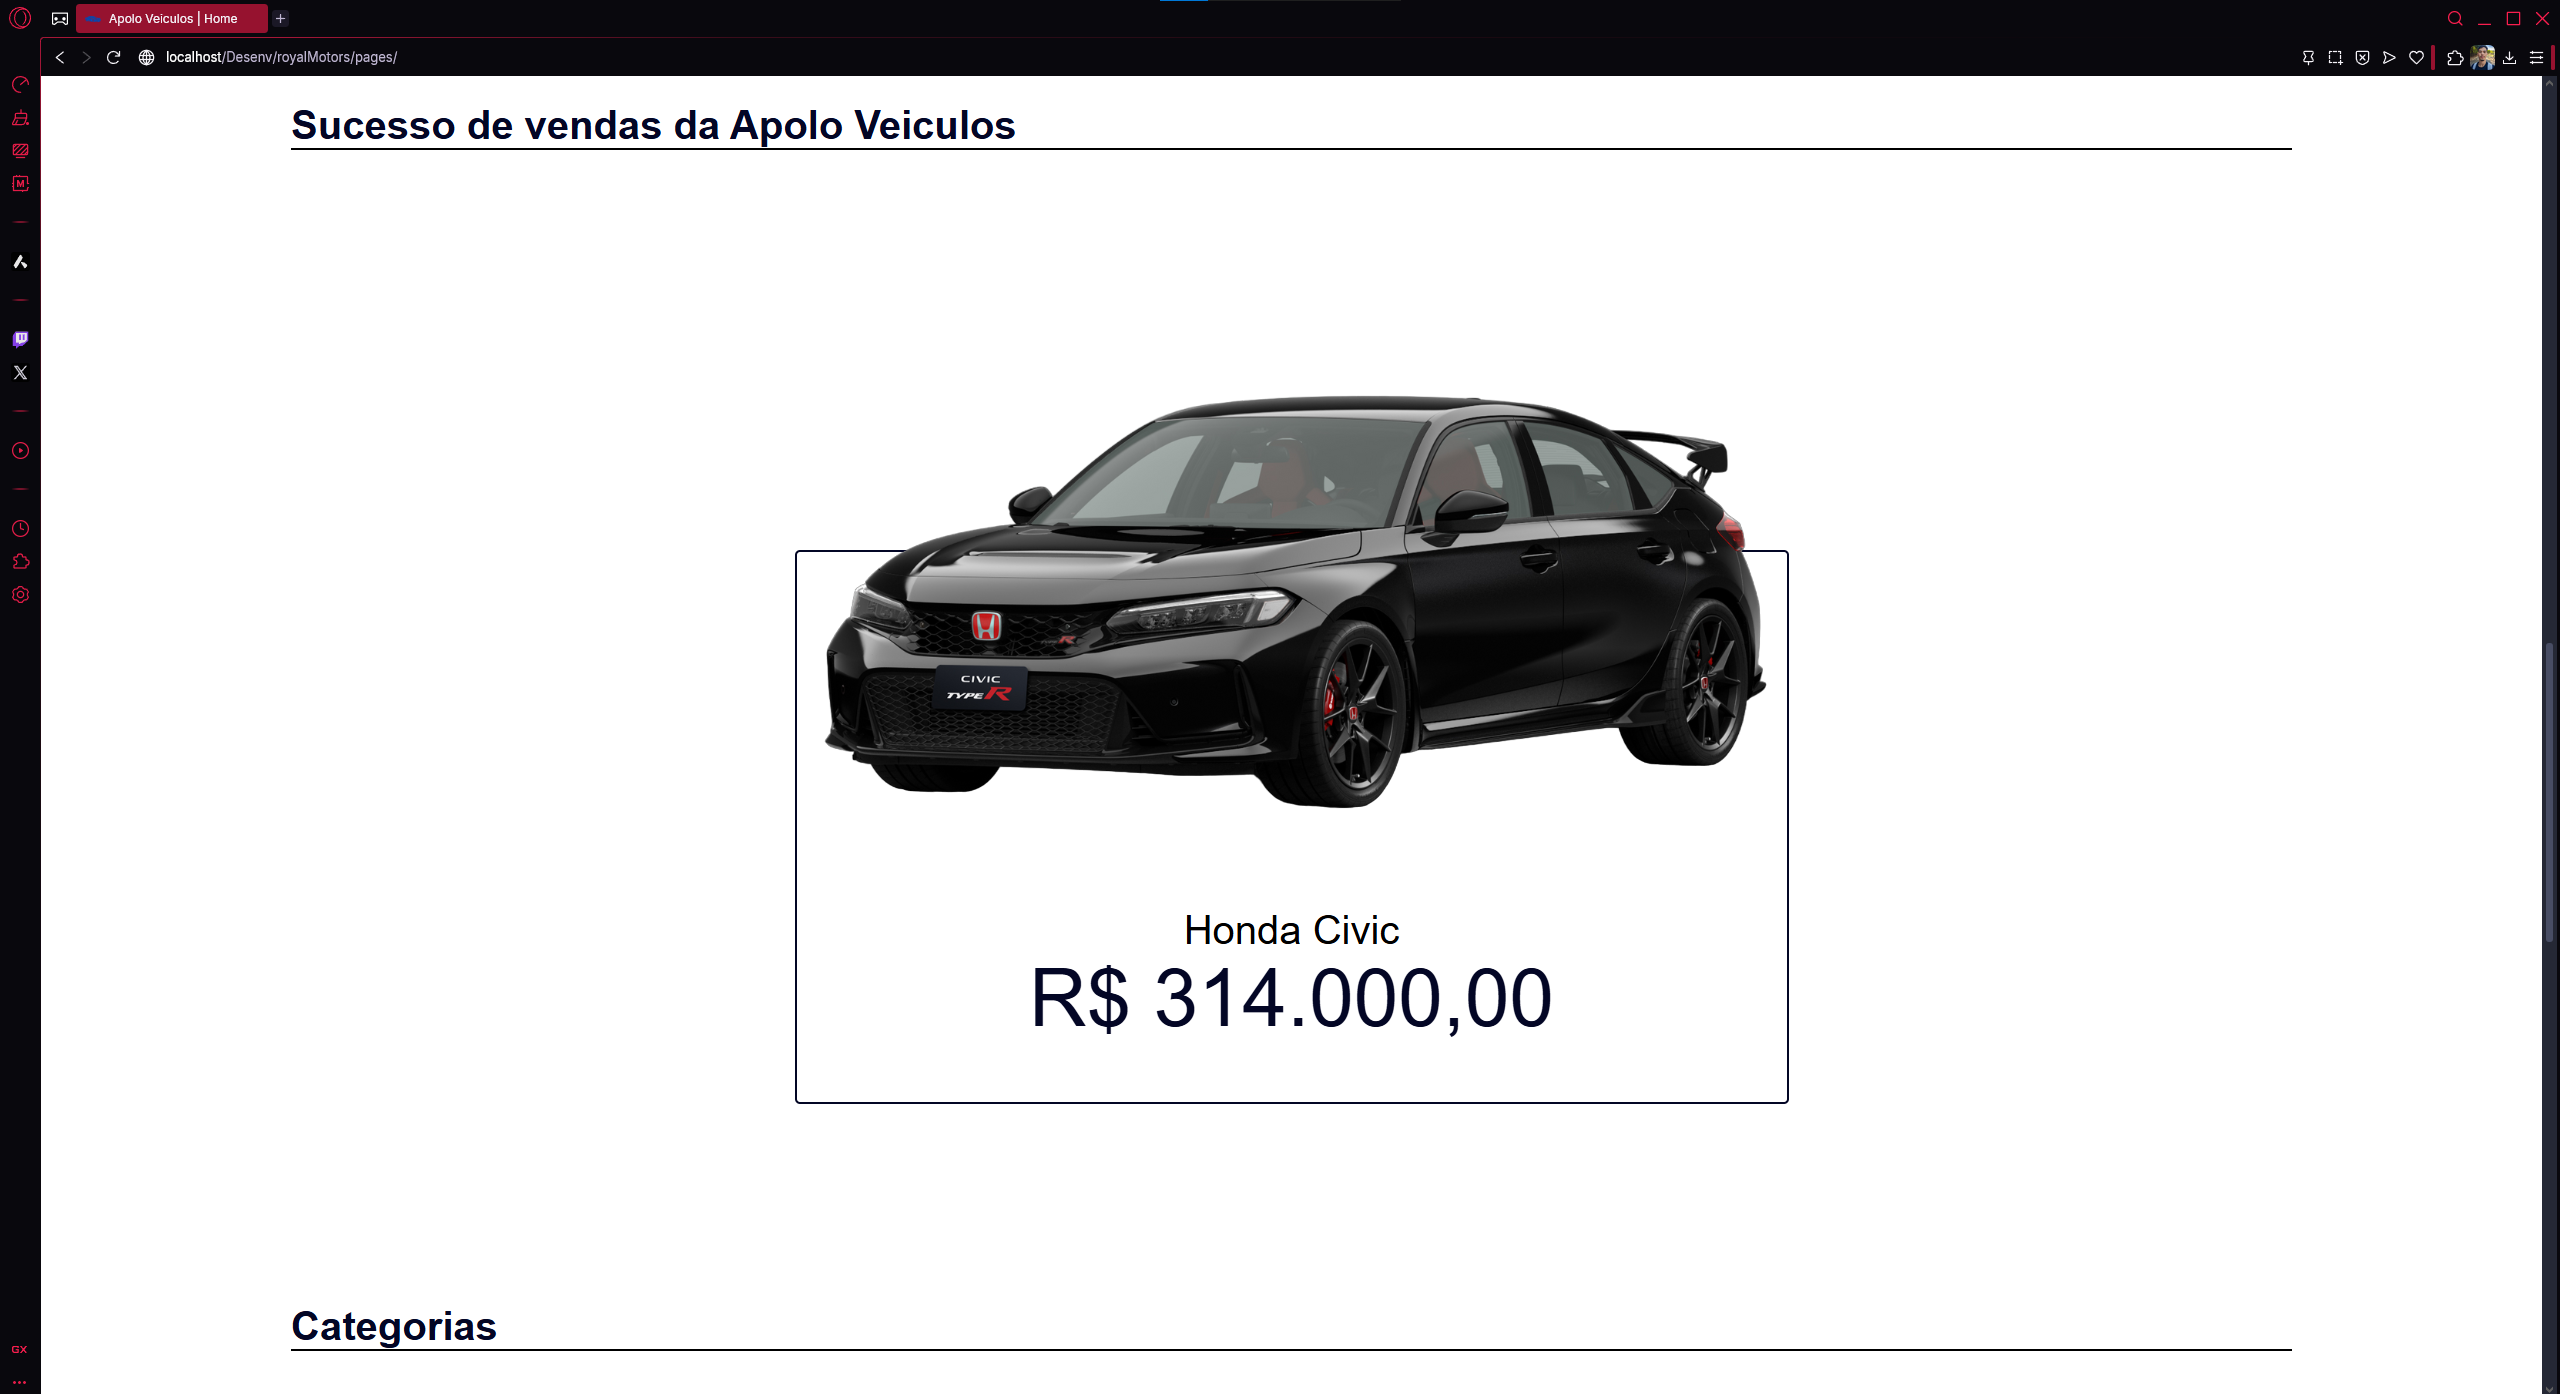 Apolo Veículos | Home
localhost/Desenv/royalMotors/pages/
Sucesso de vendas da Apolo Veiculos
CIVIC
TYPE R
Honda Civic
R$ 314.000,00
Categorias
GX